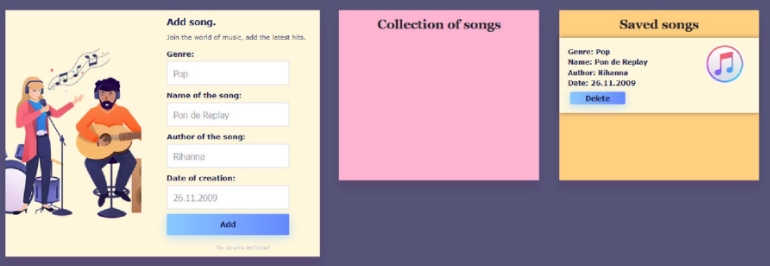 Add song.
Join the world of music, add the latest hits.
Genre:
Pop
Name of the song:
Pon de Replay
Author of the song:
Rihanna
Date of creation:
26.11.2009
Add
Collection of songs
Saved songs
Genre: Pop
Name: Pon de Replay
Author: Rihanna
Date: 26.11.2009
Delete